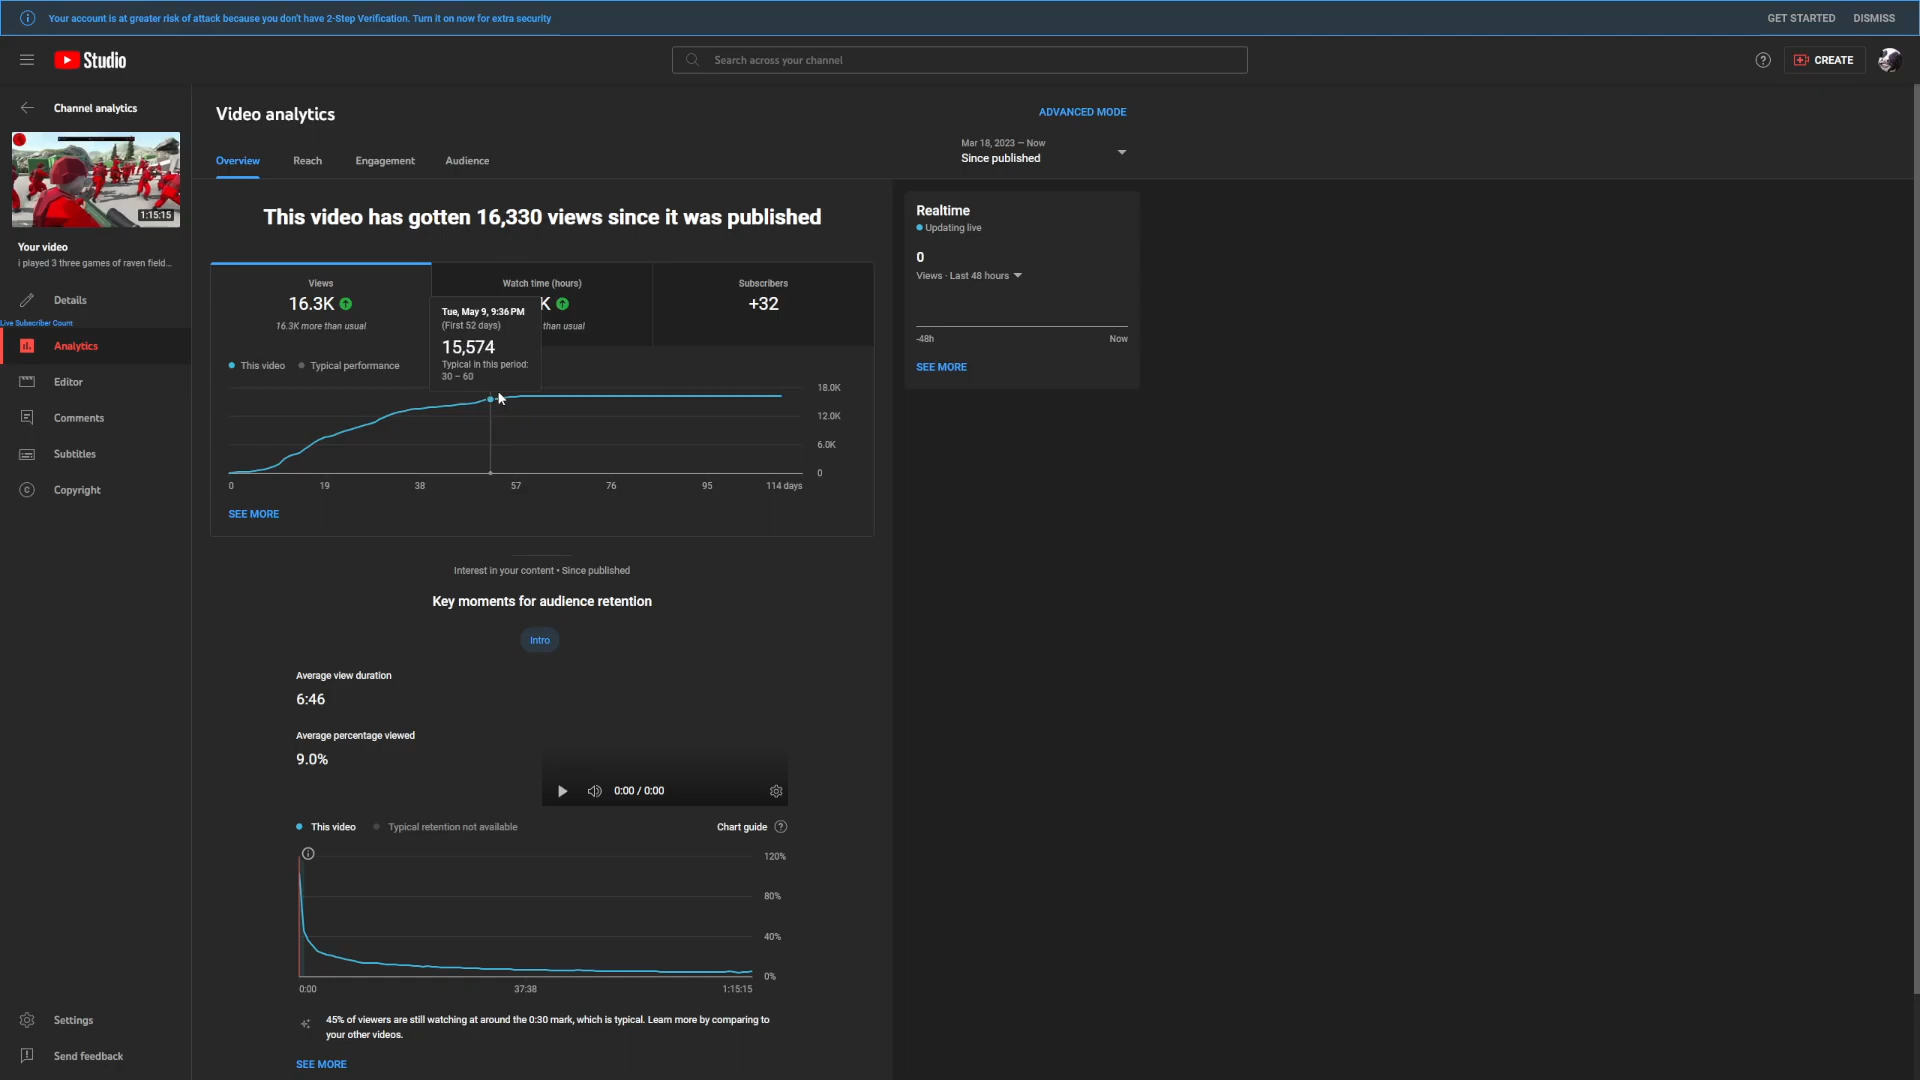 Your account is at greater risk of attack because you don't have 2-Step Verification. Turn it on now for extra security
GET STARTED
DISMISS
Studio
Search across your channel
CREATE
Channel analytics
1:15:15
Your video
i played 3 three games of raven field...
Details
Live Subscriber Count
Analytics
Editor
Comments
Subtitles
Copyright
Settings
Send feedback
Video analytics
ADVANCED MODE
Overview
Reach
Engagement
Audience
Mar 18, 2023 – Now
Since published
This video has gotten 16,330 views since it was published
Views
16.3K
16.3K more than usual
Watch time (hours)
K
than usual
Subscribers
+32
Tue, May 9, 9:36 PM
(First 52 days)
15,574
Typical in this period:
30 – 60
This video
Typical performance
18.0K
12.0K
6.0K
0
0
19
38
57
76
95
114 days
SEE MORE
Interest in your content • Since published
Key moments for audience retention
Intro
Average view duration
6:46
Average percentage viewed
9.0%
0:00 / 0:00
This video
Typical retention not available
Chart guide
120%
80%
40%
0%
0:00
37:38
1:15:15
45% of viewers are still watching at around the 0:30 mark, which is typical. Learn more by comparing to
your other videos.
SEE MORE
Realtime
Updating live
0
Views · Last 48 hours
-48h
Now
SEE MORE